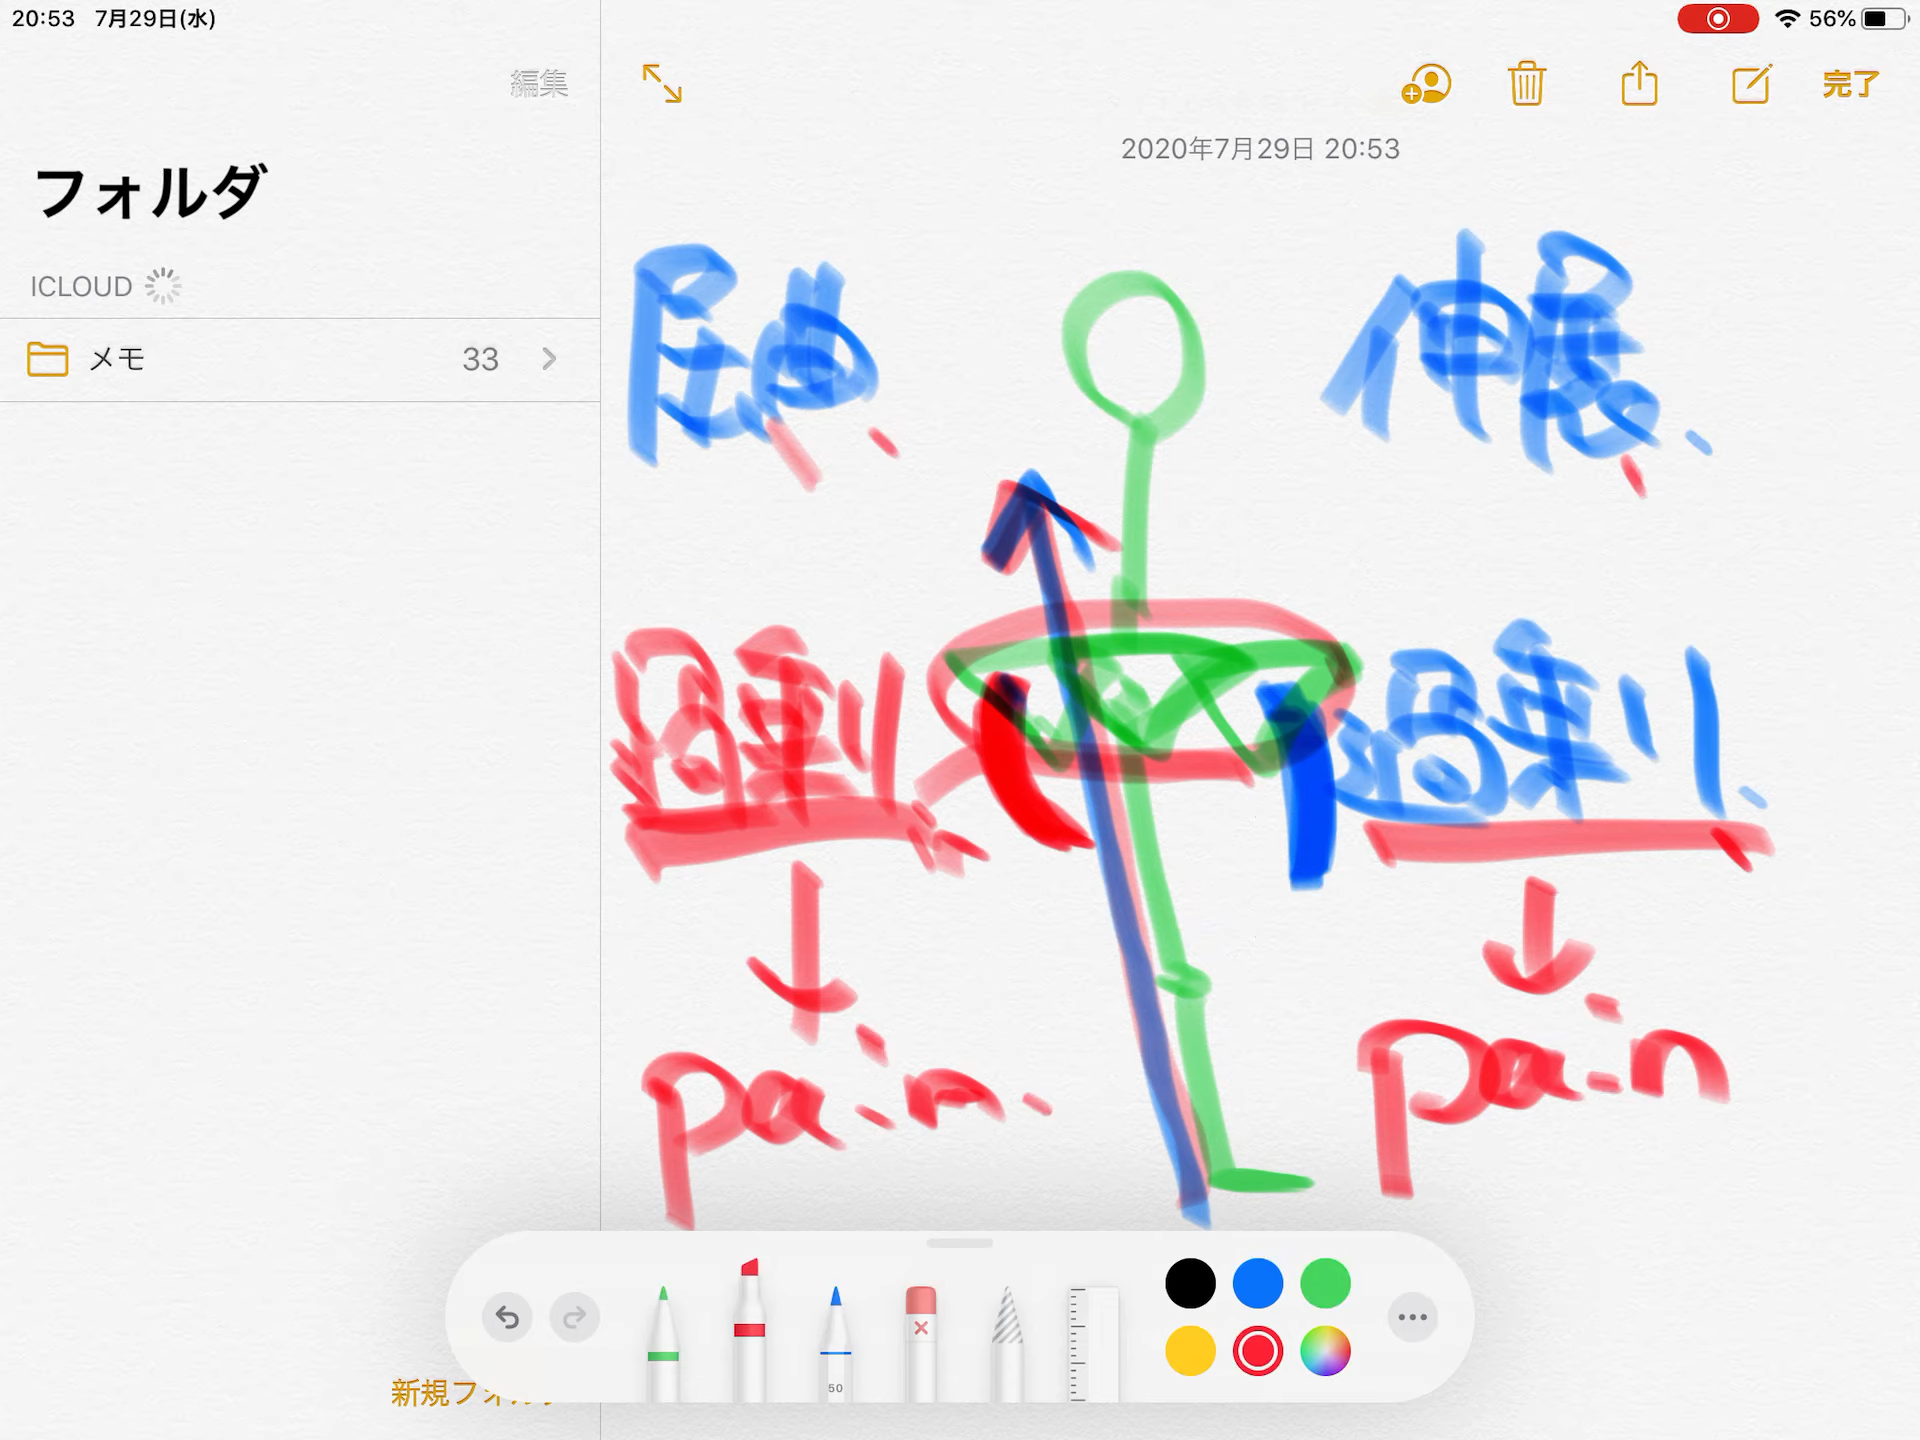 20:53 7月29日(水)
56%
編集
完了
2020年7月29日 20:53
フォルダ
ICLOUD
メモ 33
屈曲
伸展
過剰
過剰
pain
pain
50
新規フォルダ